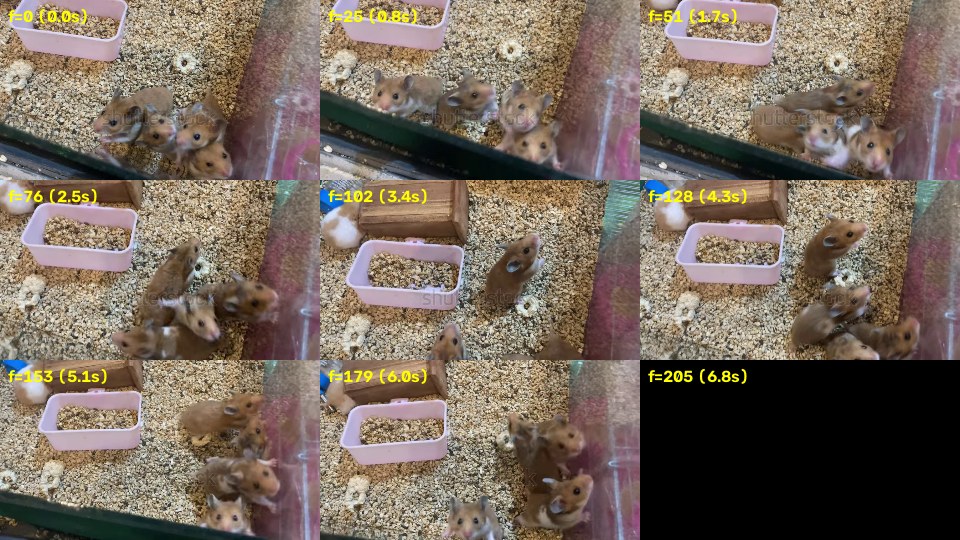 f=0 (0.0s)
f=25 (0.8s)
f=51 (1.7s)
shutterstock
f=76 (2.5s)
f=102 (3.4s)
f=128 (4.3s)
f=153 (5.1s)
f=179 (6.0s)
f=205 (6.8s)